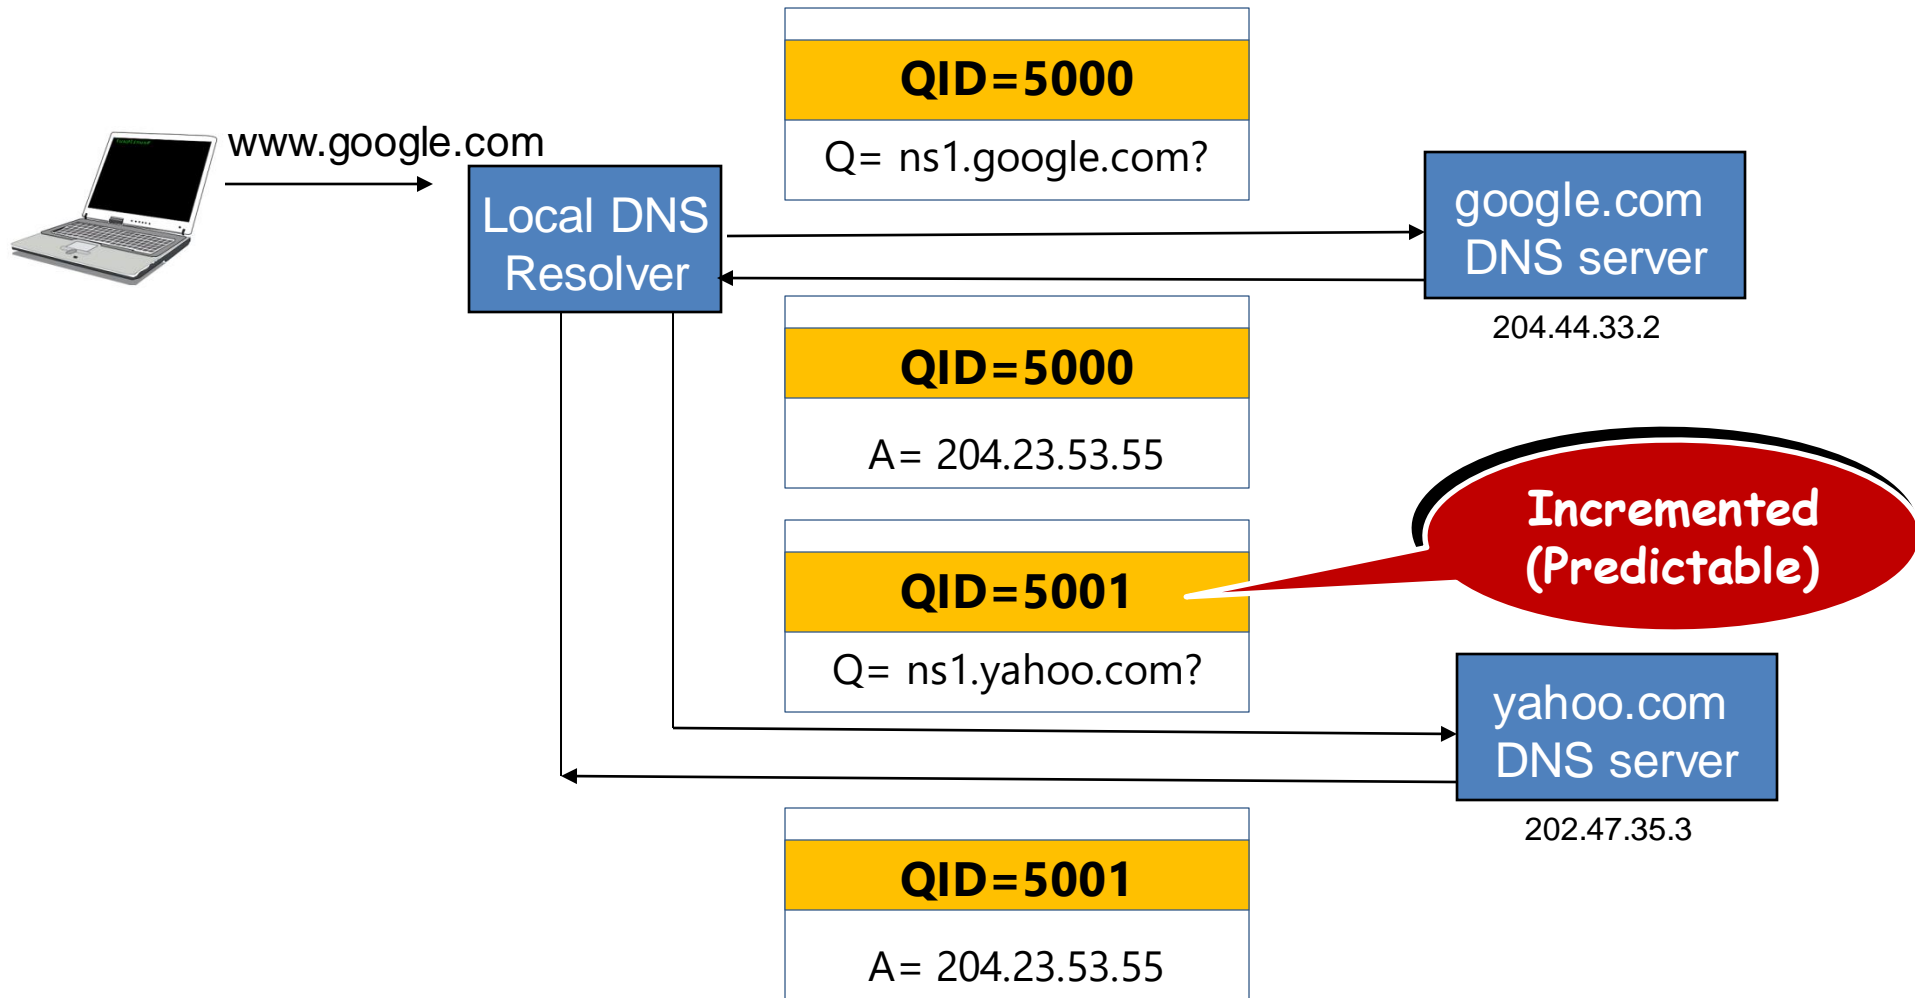 QID=5000
www.google.com
Q= ns1.google.com?
Local DNS
Resolver
google.com
DNS server
204.44.33.2
QID=5000
A= 204.23.53.55
Incremented
(Predictable)
QID=5001
Q= ns1.yahoo.com?
yahoo.com
DNS server
202.47.35.3
QID=5001
A= 204.23.53.55